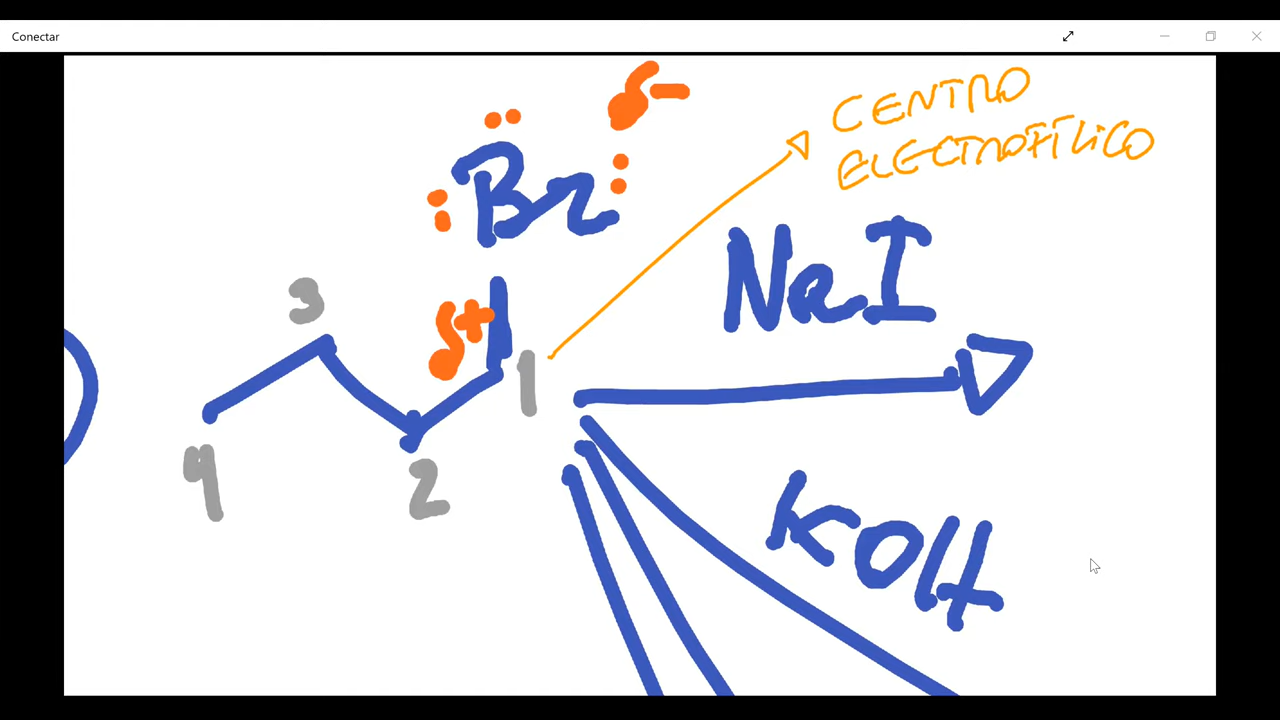 Conectar
δ-
CENTRO
ELECTROFÍLICO
Br
NaI
3
δ+
1
4
2
KOH